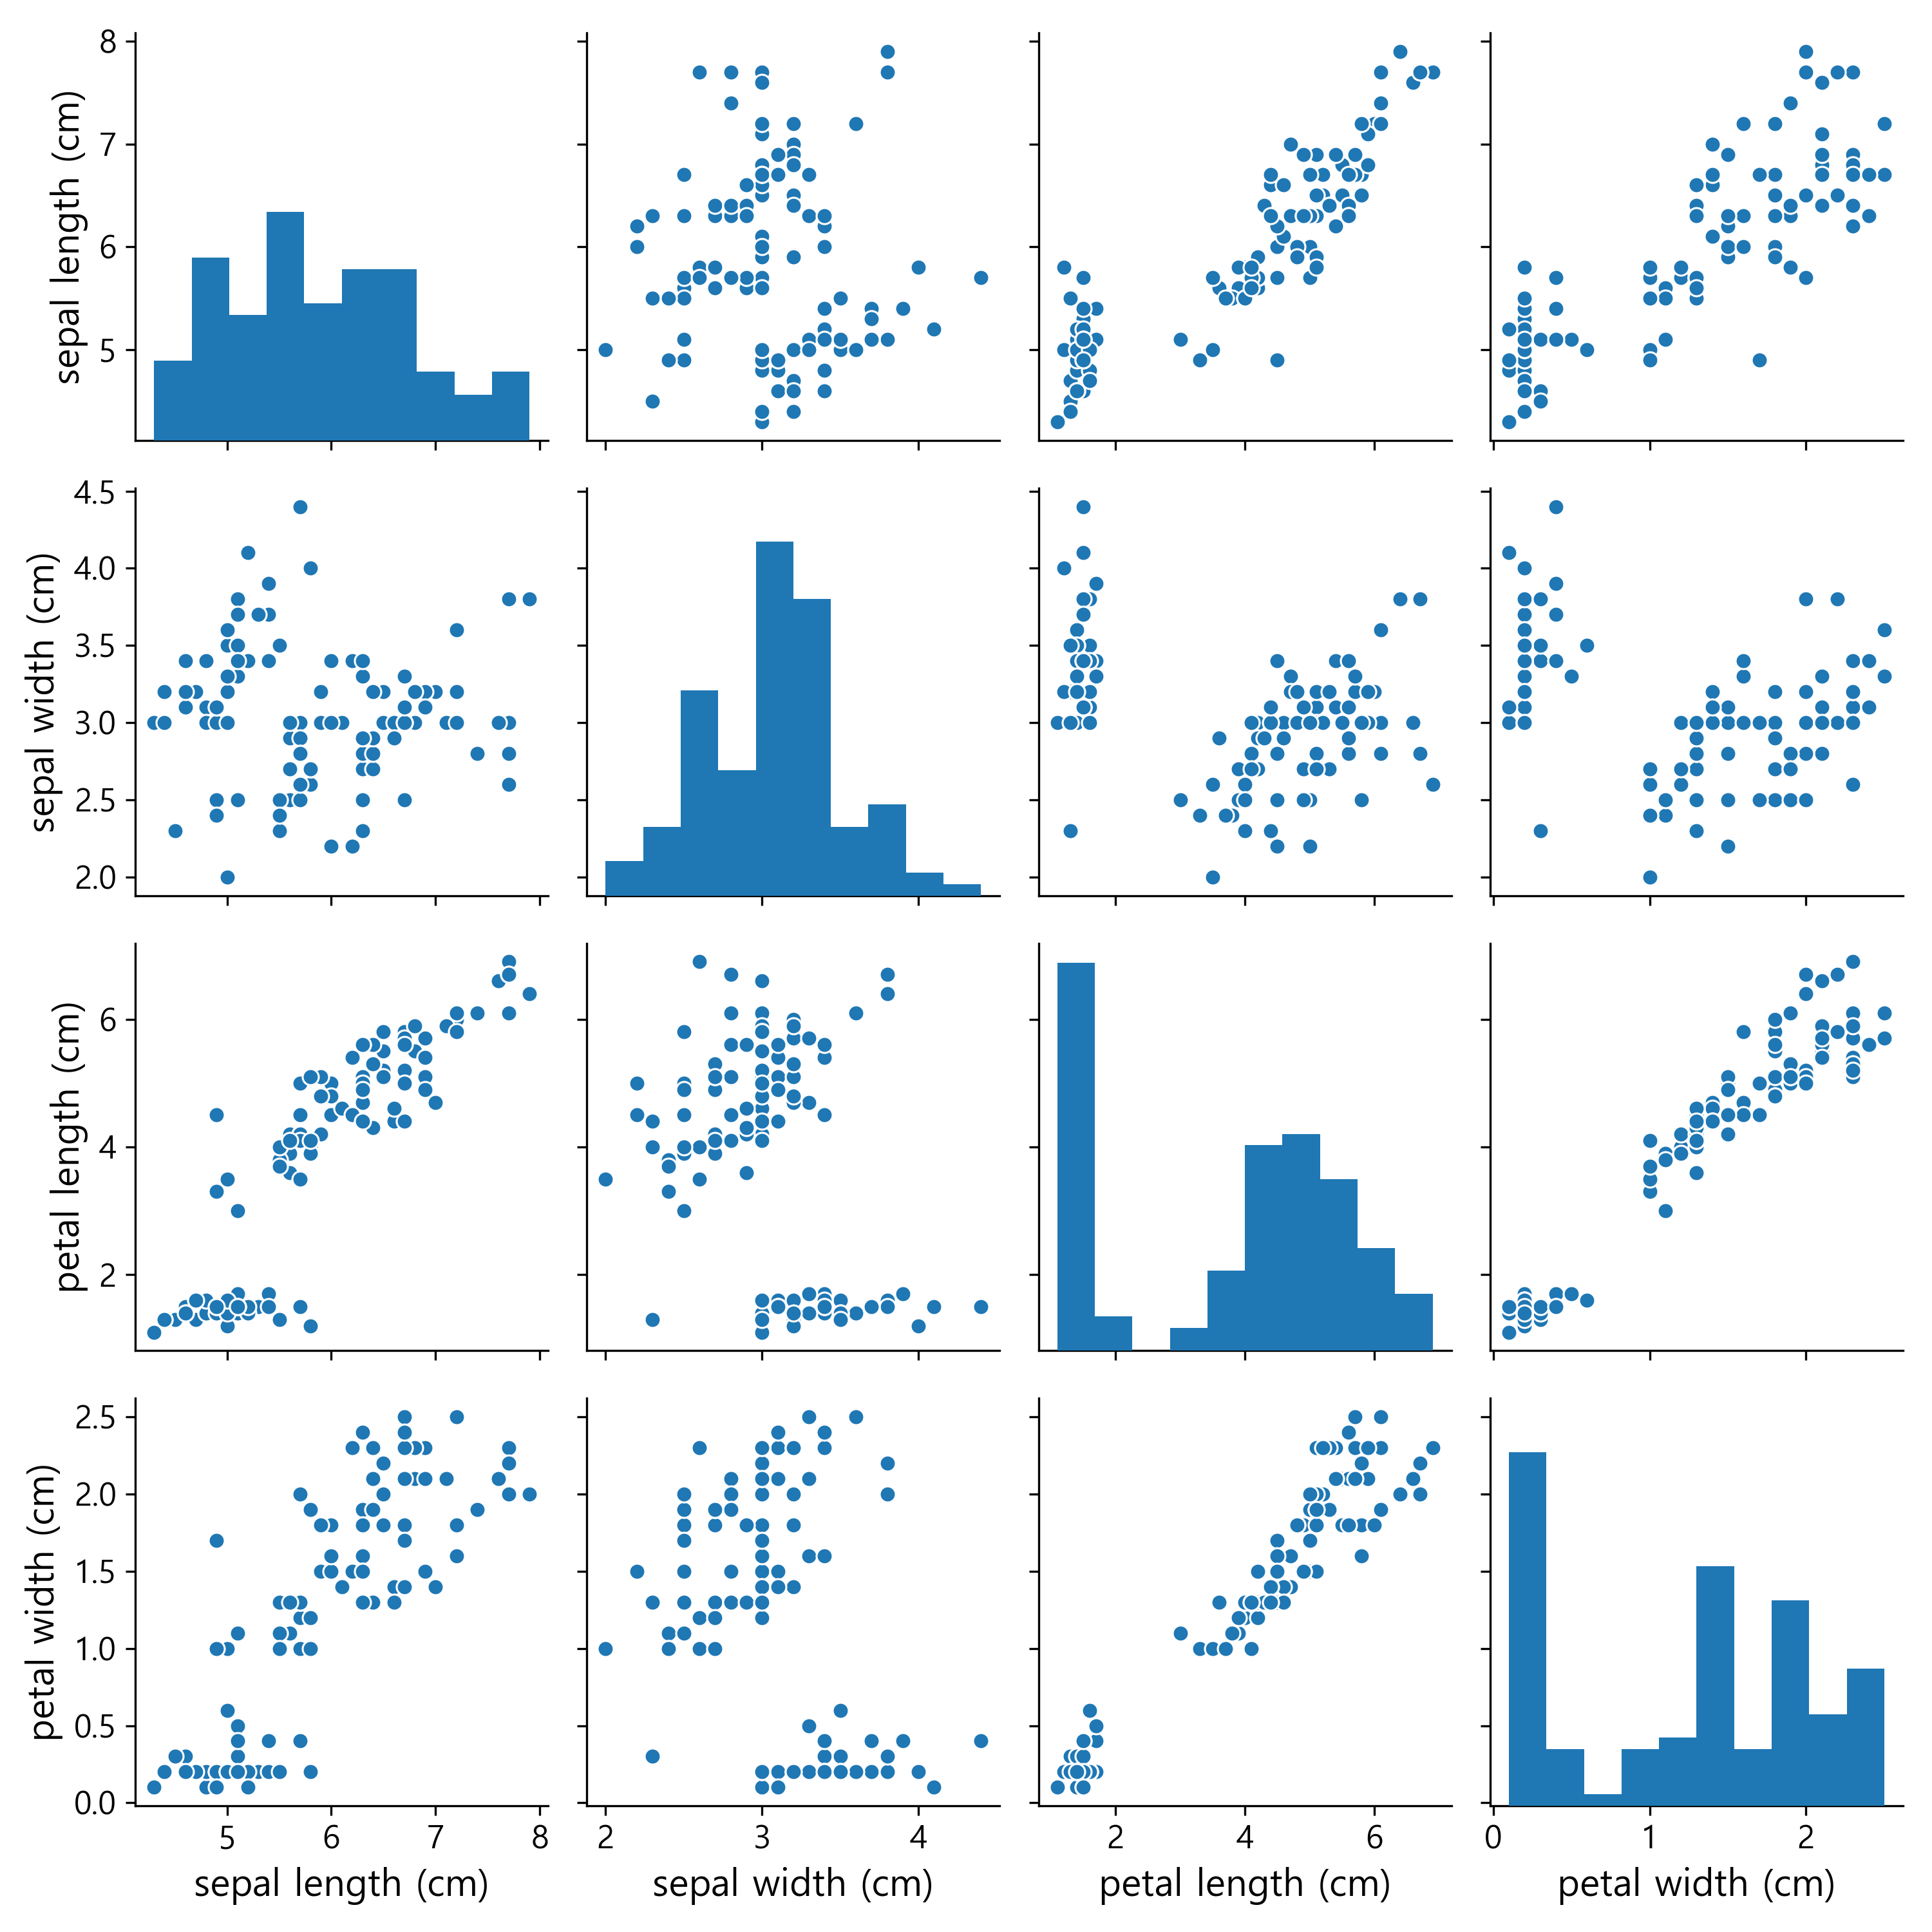 8
7
6
5
sepal length (cm)
4.5
4.0
3.5
3.0
2.5
2.0
sepal width (cm)
6
4
2
petal length (cm)
2.5
2.0
1.5
1.0
0.5
0.0
petal width (cm)
5 6 7 8
sepal length (cm)
2 3 4
sepal width (cm)
2 4 6
petal length (cm)
0 1 2
petal width (cm)